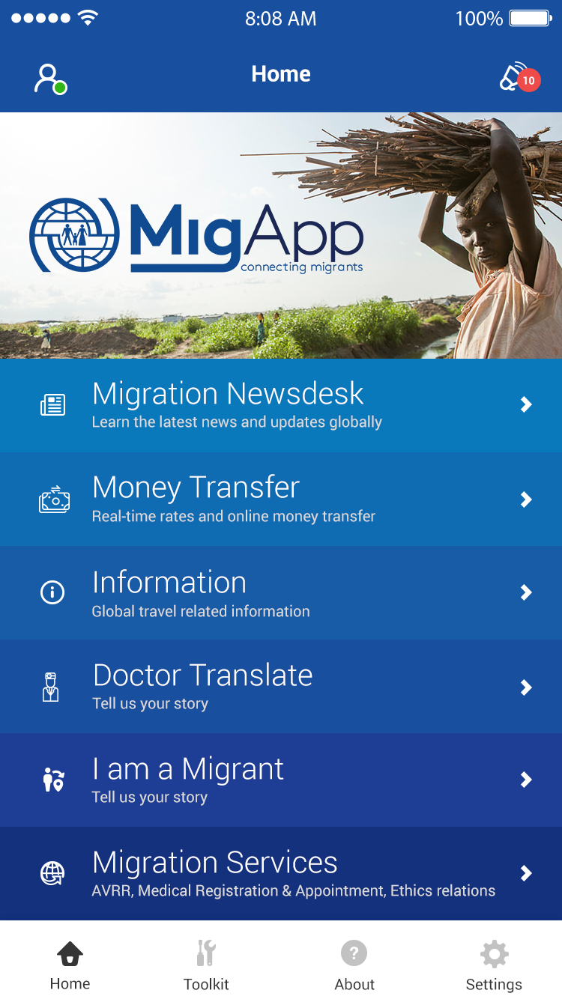 8:08 AM
100%
Home
10
MigApp
connecting migrants
Migration Newsdesk
Learn the latest news and updates globally
Money Transfer
Real-time rates and online money transfer
Information
Global travel related information
Doctor Translate
Tell us your story
I am a Migrant
Tell us your story
Migration Services
AVRR, Medical Registration & Appointment, Ethics relations
?
Home
Toolkit
About
Settings